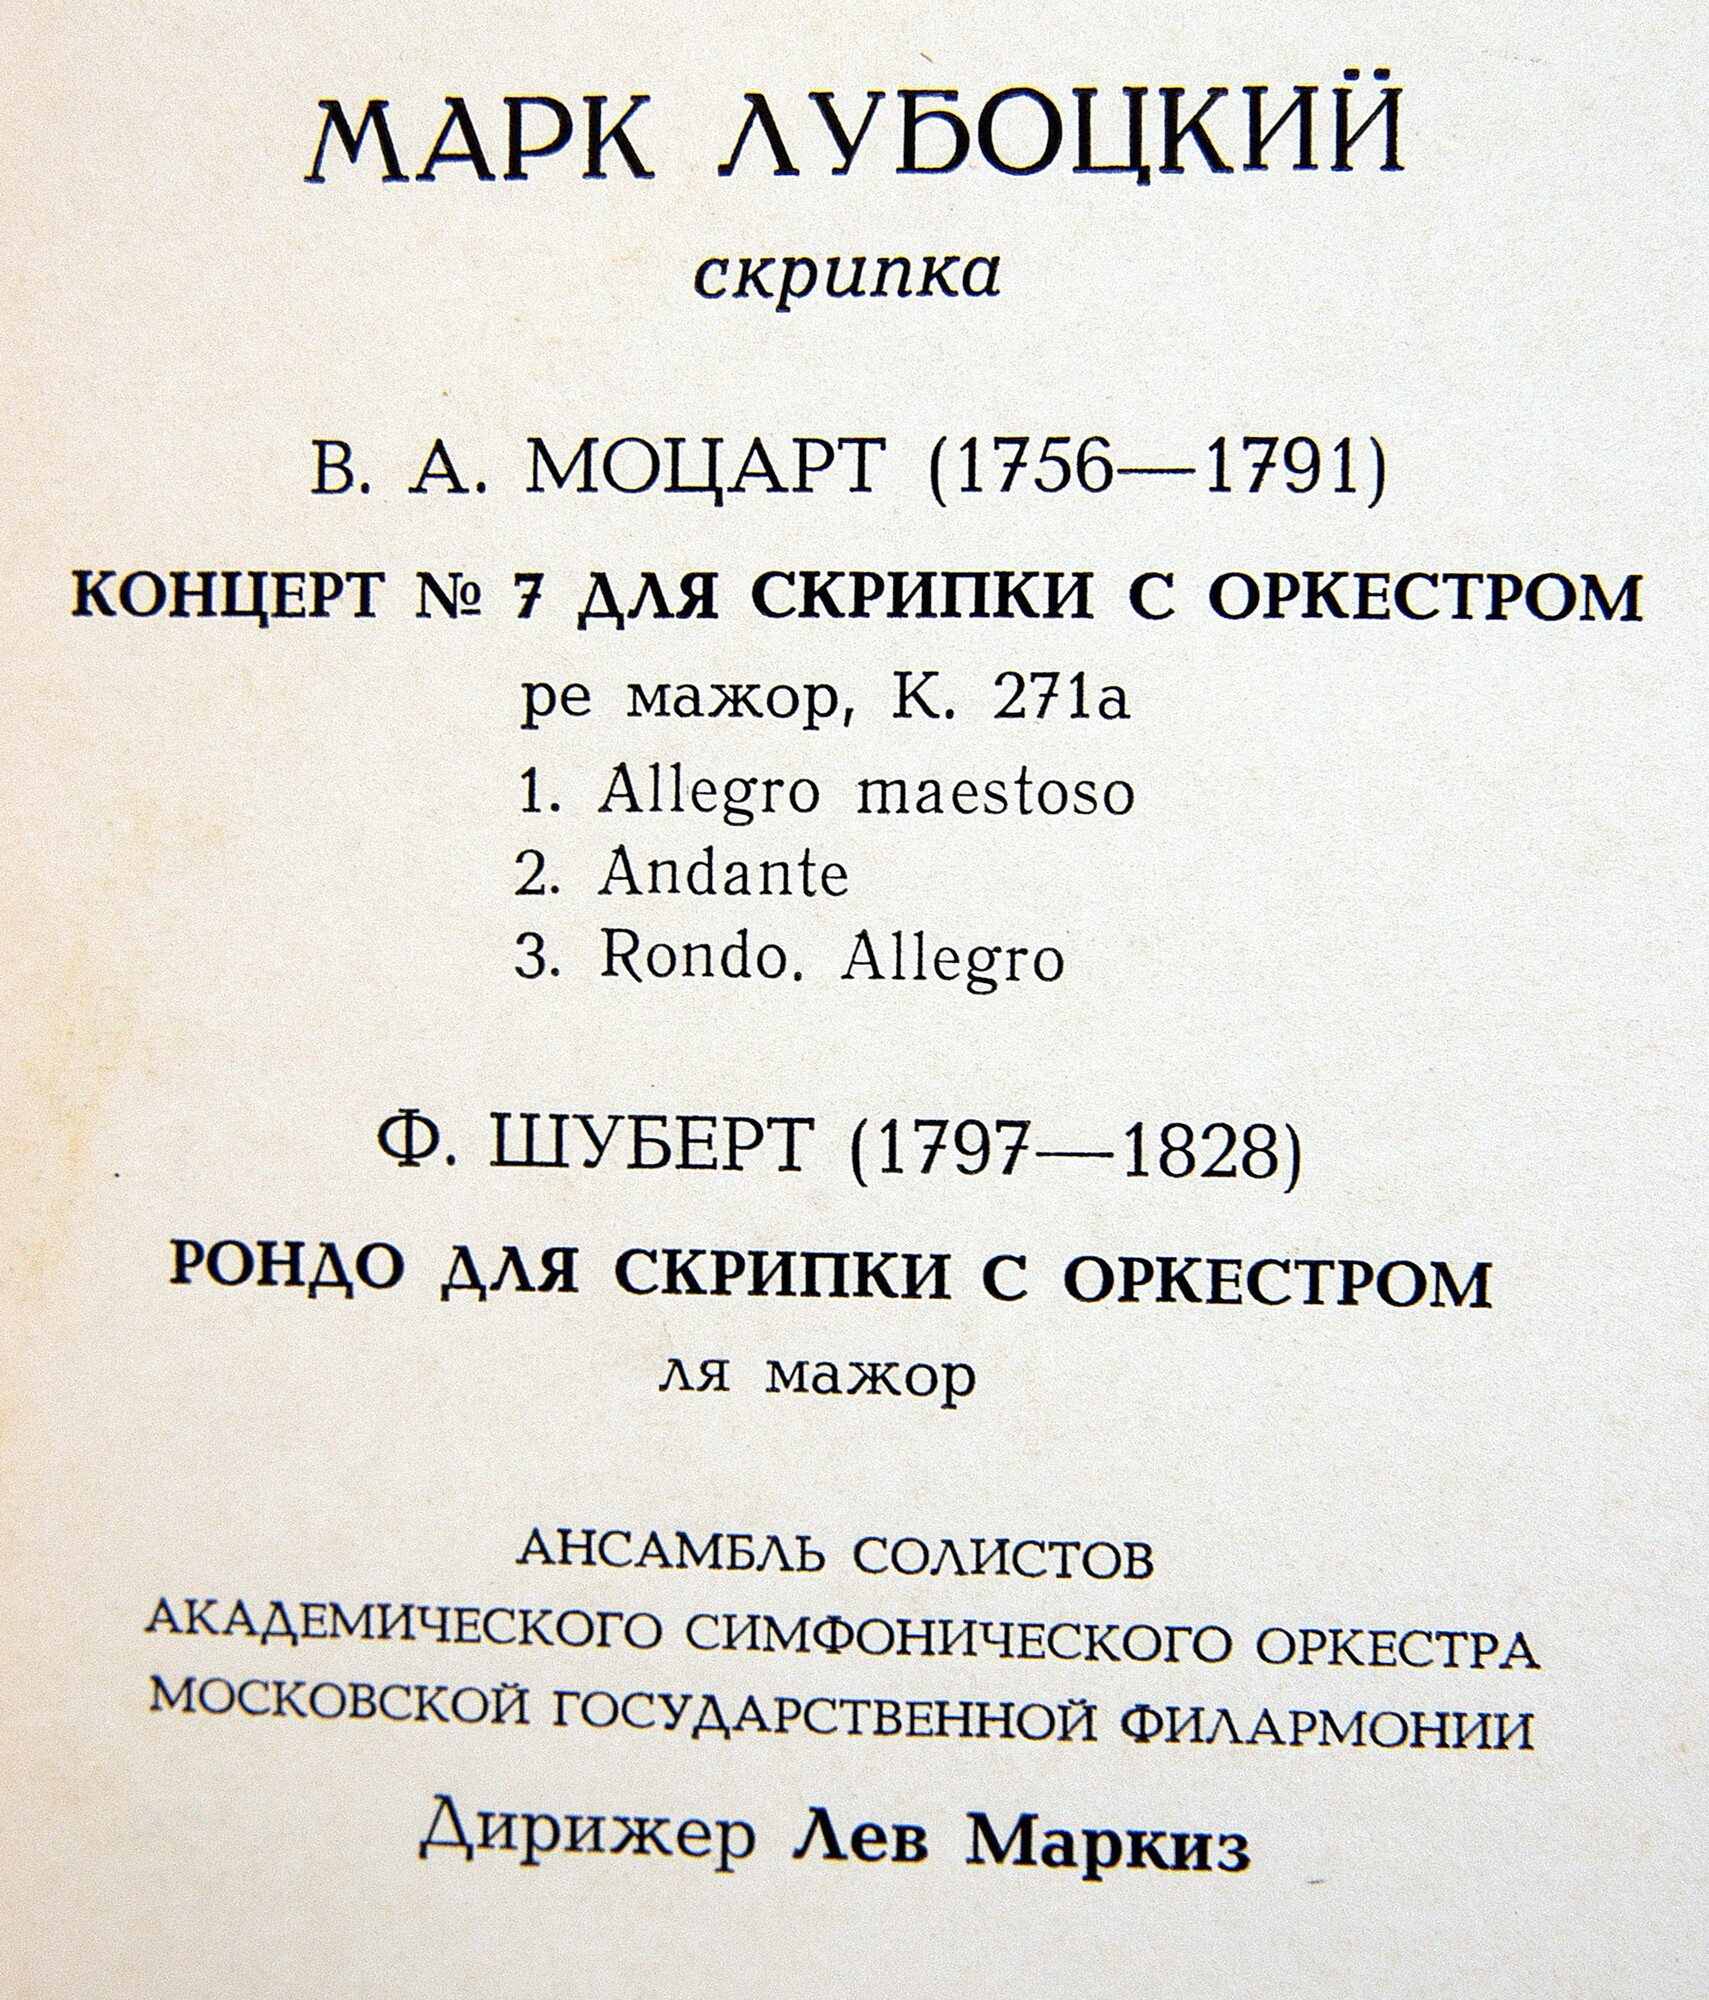 МАРК ЛУБОЦКИЙ
скрипка
В. А. МОЦАРТ (1756—1791)
КОНЦЕРТ № 7 ДЛЯ СКРИПКИ С ОРКЕСТРОМ
ре мажор, К. 271а
1. Allegro maestoso
2. Andante
3. Rondo. Allegro
Ф. ШУБЕРТ (1797—1828)
РОНДО ДЛЯ СКРИПКИ С ОРКЕСТРОМ
ля мажор
АНСАМБЛЬ СОЛИСТОВ
АКАДЕМИЧЕСКОГО СИМФОНИЧЕСКОГО ОРКЕСТРА
МОСКОВСКОЙ ГОСУДАРСТВЕННОЙ ФИЛАРМОНИИ
Дирижер Лев Маркиз